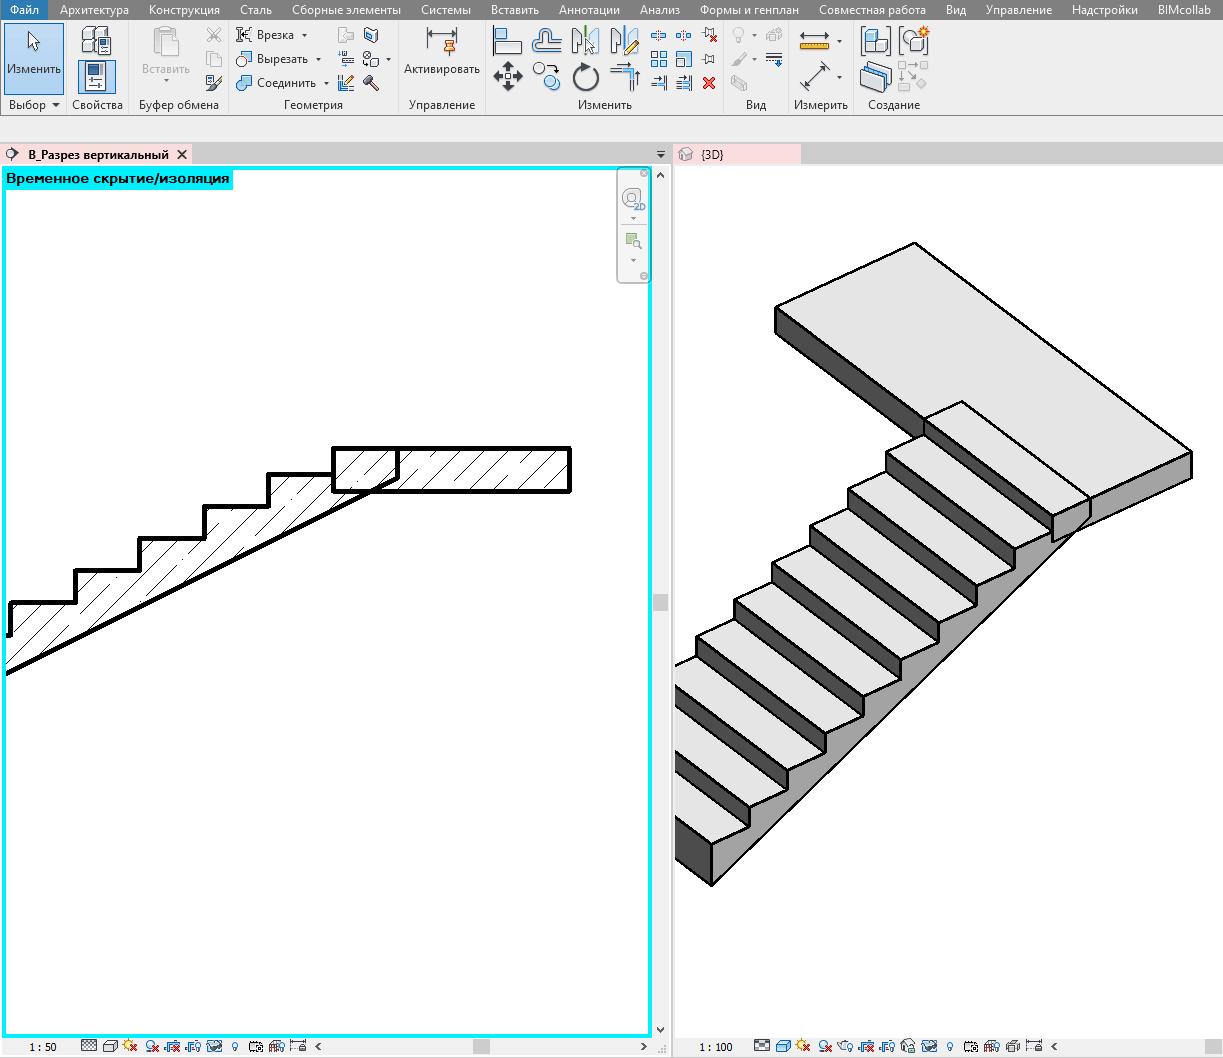 Файл Архитектура Конструкция Сталь Сборные элементы Системы Вставить Аннотации Анализ Формы и генплан Совместная работа Вид Управление Надстройки BIMcollab
Врезка
Изменить Вставить Вырезать Активировать
Соединить
Выбор Свойства Буфер обмена Геометрия Управление Изменить Вид Измерить Создание
В_Разрез вертикальный {3D}
Временное скрытие/изоляция
2D
1 : 50 1 : 100